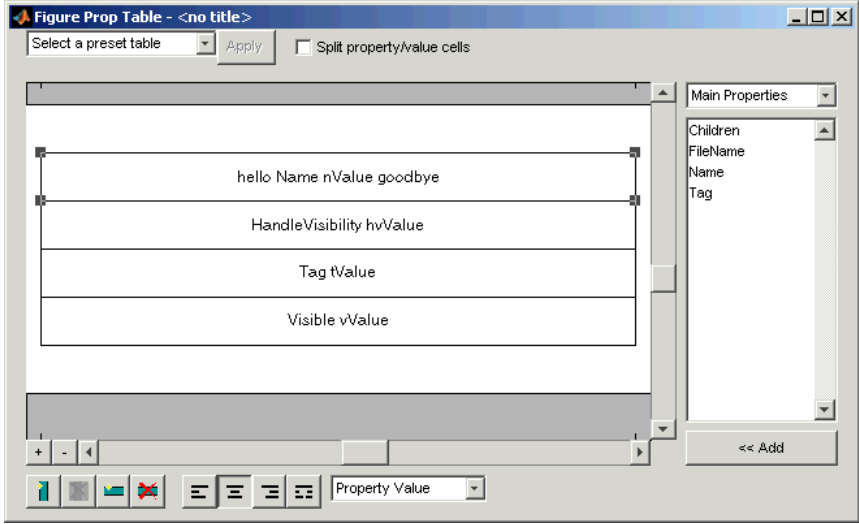 Figure Prop Table - <no title>
Select a preset table
Apply
Split property/value cells
Main Properties
Children
FileName
Name
Tag
hello Name nValue goodbye
HandleVisibility hvValue
Tag tValue
Visible vValue
+ -
<< Add
Property Value